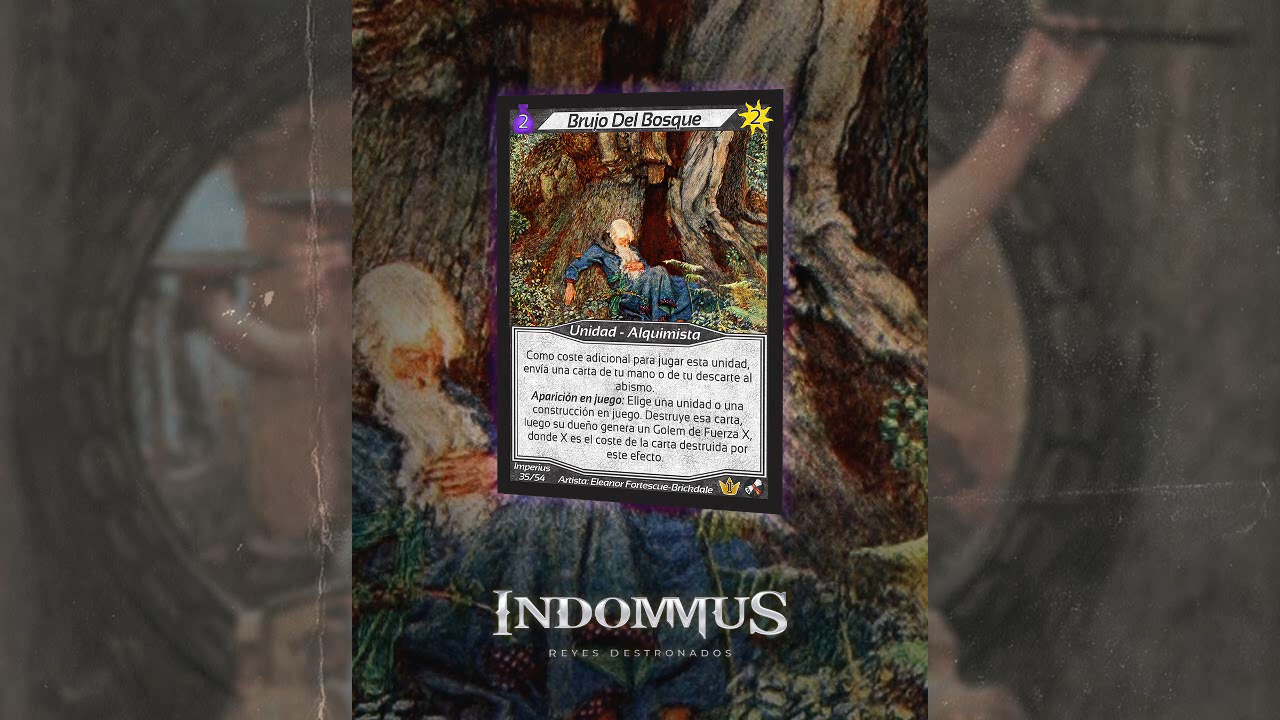 2
Brujo Del Bosque
2
Unidad - Alquimista
Como coste adicional para jugar esta unidad,
envía una carta de tu mano o de tu descarte al
abismo.
Aparición en juego: Elige una unidad o una
construcción en juego. Destruye esa carta,
luego su dueño genera un Golem de Fuerza X,
donde X es el coste de la carta destruida por
este efecto.
Imperius
35/54
Artista: Eleanor Fortescue-Brickdale
1
INDOMMUS
REYES DESTRONADOS